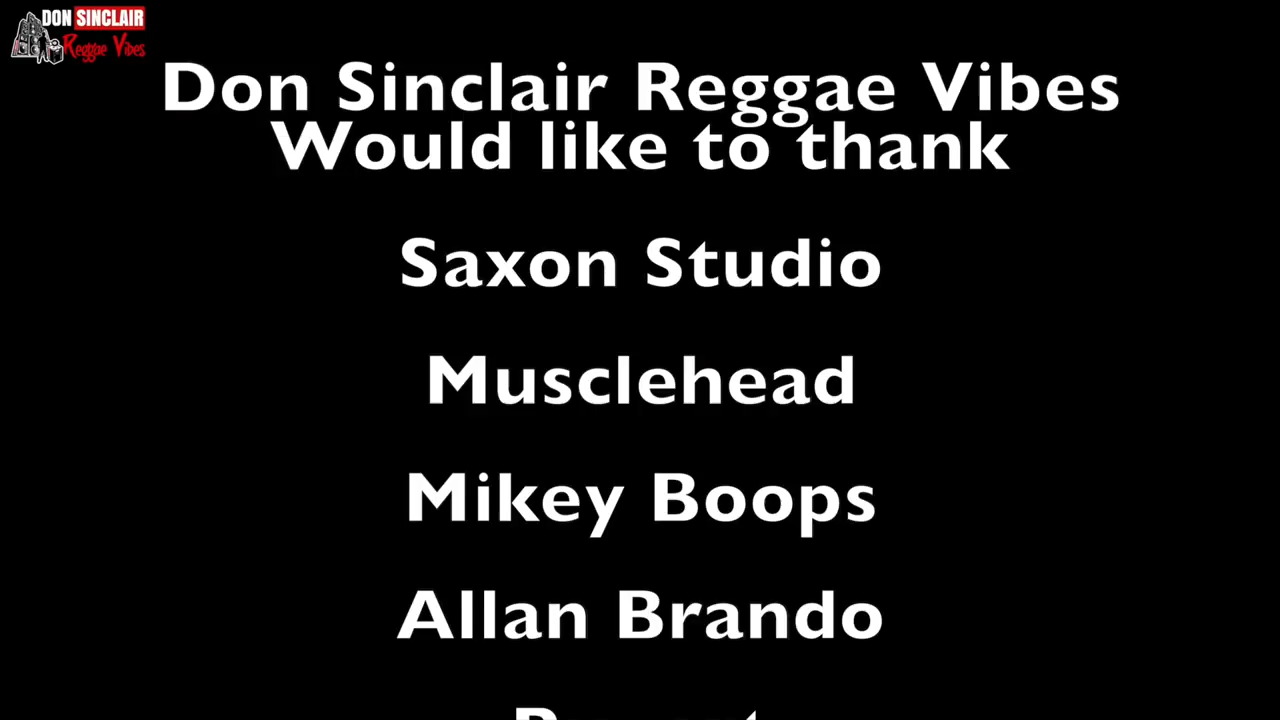 DON SINCLAIR
Reggae Vibes
Don Sinclair Reggae Vibes
Would like to thank
Saxon Studio
Musclehead
Mikey Boops
Allan Brando